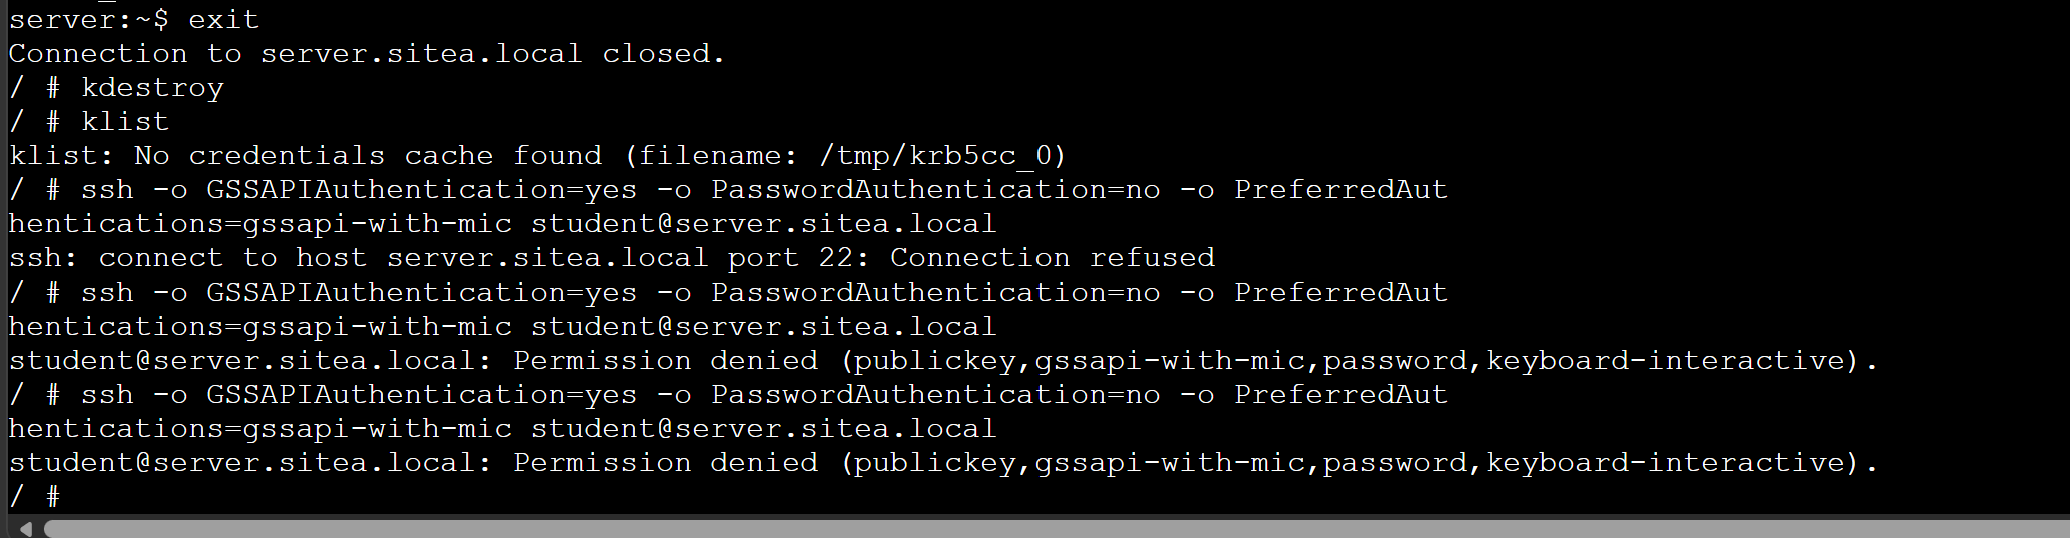 server:~$ exit
Connection to server.sitea.local closed.
/ # kdestroy
/ # klist
klist: No credentials cache found (filename: /tmp/krb5cc_0)
/ # ssh -o GSSAPIAuthentication=yes -o PasswordAuthentication=no -o PreferredAut
hentications=gssapi-with-mic student@server.sitea.local
ssh: connect to host server.sitea.local port 22: Connection refused
/ # ssh -o GSSAPIAuthentication=yes -o PasswordAuthentication=no -o PreferredAut
hentications=gssapi-with-mic student@server.sitea.local
student@server.sitea.local: Permission denied (publickey,gssapi-with-mic,password,keyboard-interactive).
/ # ssh -o GSSAPIAuthentication=yes -o PasswordAuthentication=no -o PreferredAut
hentications=gssapi-with-mic student@server.sitea.local
student@server.sitea.local: Permission denied (publickey,gssapi-with-mic,password,keyboard-interactive).
/ #